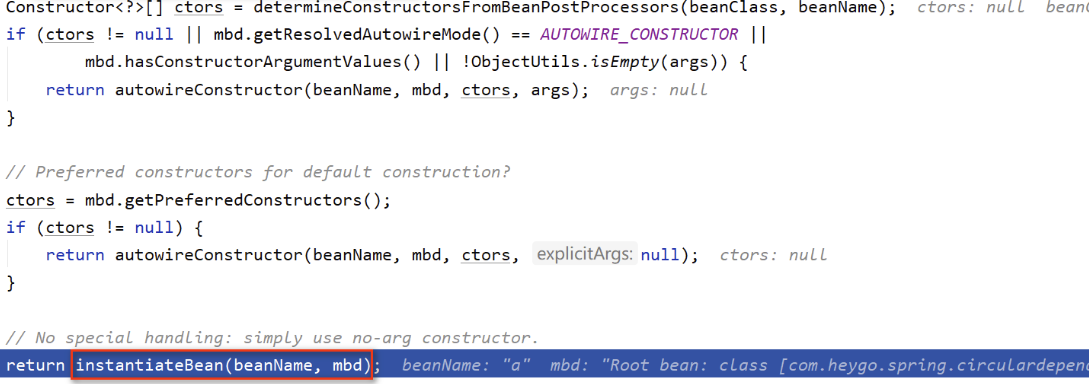 Constructor<?>[] ctors = determineConstructorsFromBeanPostProcessors(beanClass, beanName);  ctors: null
if (ctors != null || mbd.getResolvedAutowireMode() == AUTOWIRE_CONSTRUCTOR ||
mbd.hasConstructorArgumentValues() || !ObjectUtils.isEmpty(args)) {
return autowireConstructor(beanName, mbd, ctors, args);  args: null
}
// Preferred constructors for default construction?
ctors = mbd.getPreferredConstructors();
if (ctors != null) {
return autowireConstructor(beanName, mbd, ctors, explicitArgs: null);  ctors: null
}
// No special handling: simply use no-arg constructor.
return instantiateBean(beanName, mbd);  beanName: "a"  mbd: "Root bean: class [com.heygo.spring.circulardepen